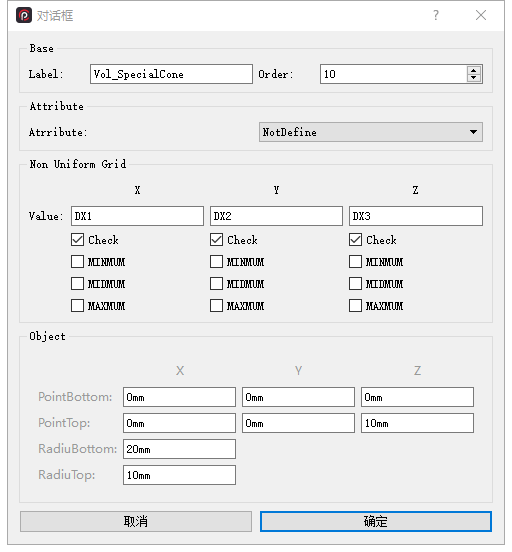 对话框
Base
Label: Vol_SpecialCone Order: 10
Attribute
Atrribute: NotDefine
Non Uniform Grid
X Y Z
Value: DX1 DX2 DX3
Check Check Check
MINMUM MINMUM MINMUM
MIDMUM MIDMUM MIDMUM
MAXMUM MAXMUM MAXMUM
Object
X Y Z
PointBottom: 0mm 0mm 0mm
PointTop: 0mm 0mm 10mm
RadiuBottom: 20mm
RadiuTop: 10mm
取消 确定